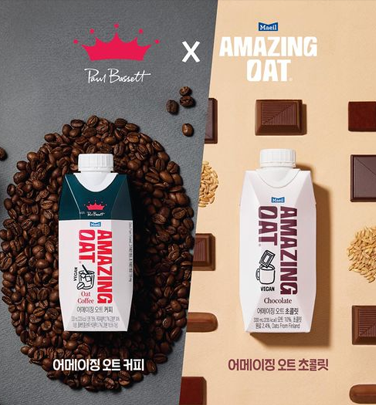 Paul Bassett
X
Maeil
AMAZING
OAT
Maeil
Paul Bassett
AMAZING
OAT
VEGAN
Oat
Coffee
어메이징 오트 커피
Maeil
AMAZING
OAT
VEGAN
Chocolate
어메이징 오트 초콜릿
어메이징 오트 커피
어메이징 오트 초콜릿